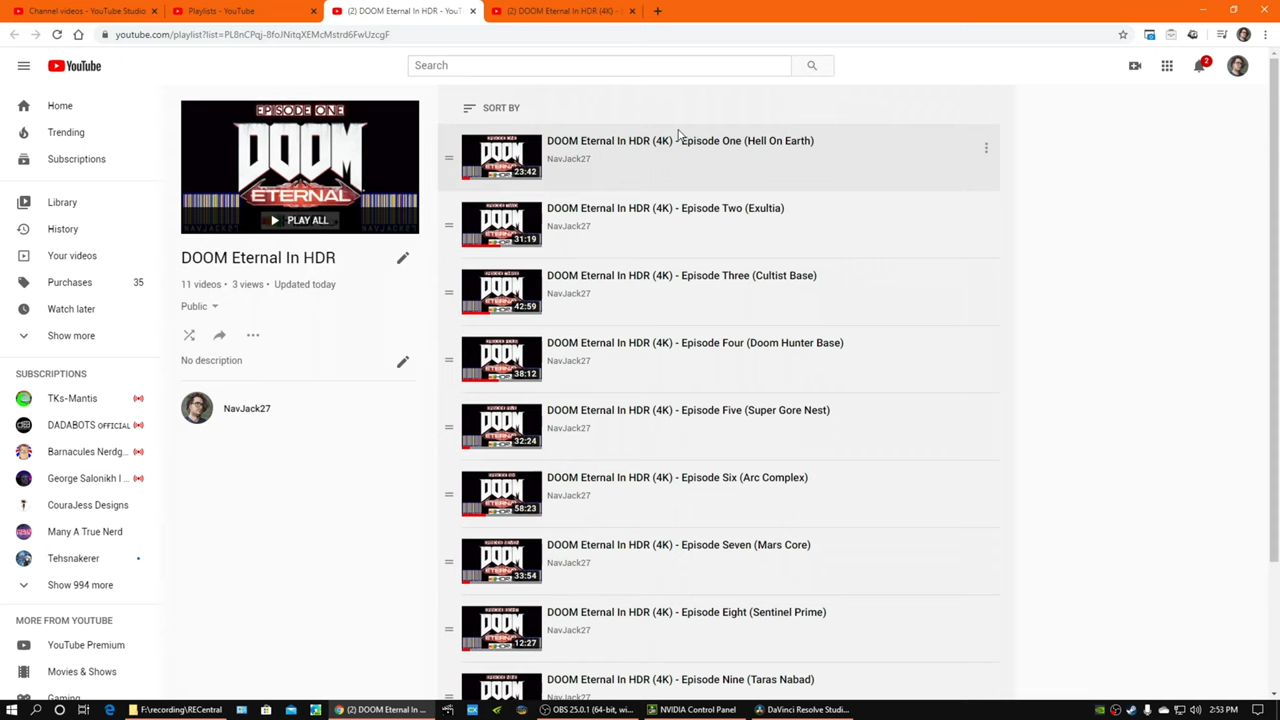 Channel videos - YouTube Studio
Playlists - YouTube
(2) DOOM Eternal In HDR - YouT
(2) DOOM Eternal In HDR (4K) -
youtube.com/playlist?list=PL8nCPqj-8foJNitqXEMcMstrd6FwUzcgF
YouTube
Search
2
Home
Trending
Subscriptions
Library
History
Your videos
Purchases 35
Watch later
Show more
SUBSCRIPTIONS
TKs-Mantis
DADABOTS OFFICIAL
Barnacules Nerdg...
George Salonikh I ...
CouraJess Designs
Many A True Nerd
Tehsnakerer
Show 994 more
MORE FROM YOUTUBE
YouTube Premium
Movies & Shows
Gaming
EPISODE ONE
DOOM
ETERNAL
PLAY ALL
NAVJACK27
DOOM Eternal In HDR
11 videos • 3 views • Updated today
Public
No description
NavJack27
SORT BY
DOOM Eternal In HDR (4K) - Episode One (Hell On Earth)
NavJack27
23:42
DOOM Eternal In HDR (4K) - Episode Two (Exultia)
NavJack27
31:19
DOOM Eternal In HDR (4K) - Episode Three (Cultist Base)
NavJack27
42:59
DOOM Eternal In HDR (4K) - Episode Four (Doom Hunter Base)
NavJack27
38:12
DOOM Eternal In HDR (4K) - Episode Five (Super Gore Nest)
NavJack27
32:24
DOOM Eternal In HDR (4K) - Episode Six (Arc Complex)
NavJack27
58:23
DOOM Eternal In HDR (4K) - Episode Seven (Mars Core)
NavJack27
33:54
DOOM Eternal In HDR (4K) - Episode Eight (Sentinel Prime)
NavJack27
12:27
DOOM Eternal In HDR (4K) - Episode Nine (Taras Nabad)
NavJack27
F:\recording\RECentral
(2) DOOM Eternal In ...
OBS 25.0.1 (64-bit, wi...
NVIDIA Control Panel
DaVinci Resolve Studi...
2:53 PM